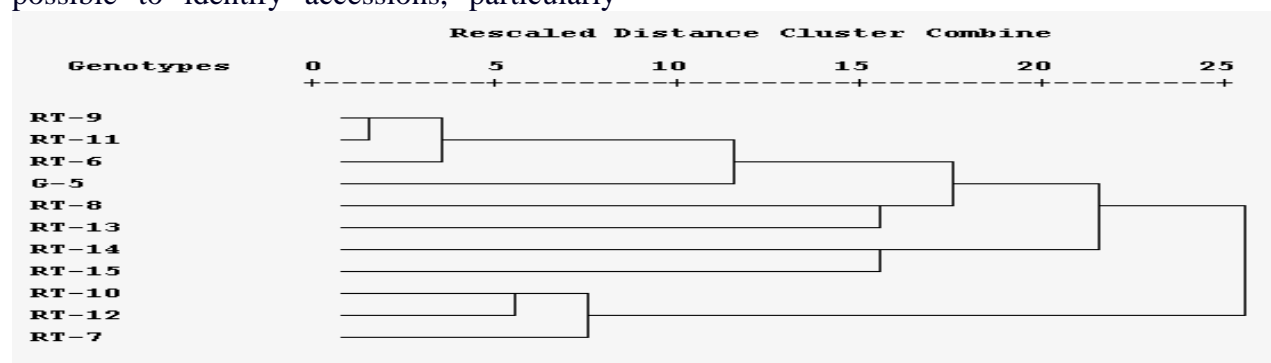 possible to identify accessions, particularly
Rescaled Distance Cluster Combine
Genotypes 0 5 10 15 20 25
RT-9
RT-11
RT-6
G-5
RT-8
RT-13
RT-14
RT-15
RT-10
RT-12
RT-7